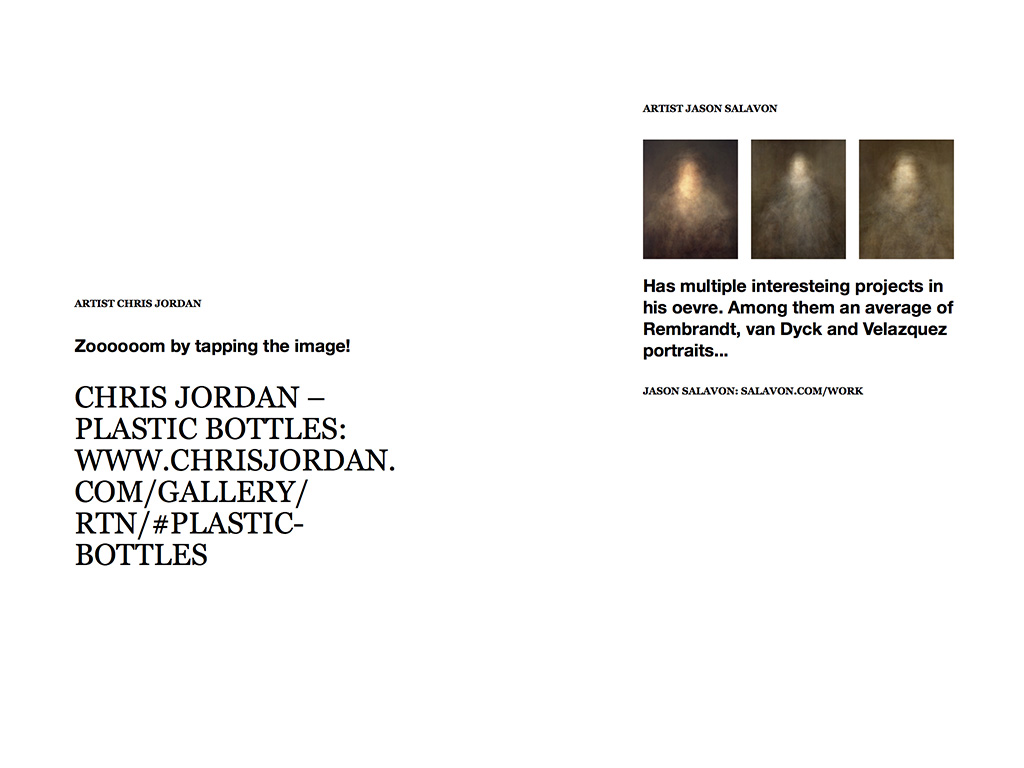 ARTIST CHRIS JORDAN
Zoooooom by tapping the image!
CHRIS JORDAN –
PLASTIC BOTTLES:
WWW.CHRISJORDAN.
COM/GALLERY/
RTN/#PLASTIC-
BOTTLES
ARTIST JASON SALAVON
Has multiple interesteing projects in
his oevre. Among them an average of
Rembrandt, van Dyck and Velazquez
portraits...
JASON SALAVON: SALAVON.COM/WORK